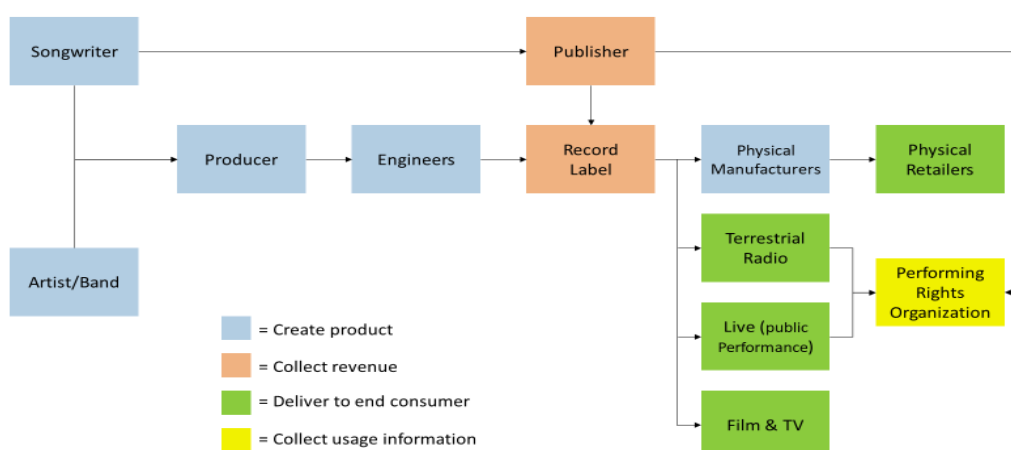 Songwriter
Publisher
Producer
Engineers
Record
Label
Physical
Manufacturers
Physical
Retailers
Terrestrial
Radio
Artist/Band
Performing
Rights
Organization
Live (public
Performance)
Film & TV
= Create product
= Collect revenue
= Deliver to end consumer
= Collect usage information